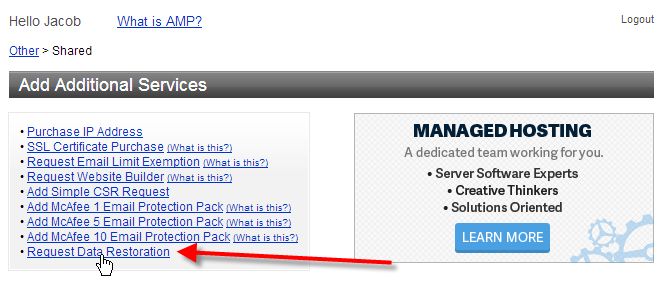 Hello Jacob What is AMP? Logout
Other > Shared
Add Additional Services
• Purchase IP Address
• SSL Certificate Purchase (What is this?)
• Request Email Limit Exemption (What is this?)
• Request Website Builder (What is this?)
• Add Simple CSR Request
• Add McAfee 1 Email Protection Pack (What is this?)
• Add McAfee 5 Email Protection Pack (What is this?)
• Add McAfee 10 Email Protection Pack (What is this?)
• Request Data Restoration
MANAGED HOSTING
A dedicated team working for you.
• Server Software Experts
• Creative Thinkers
• Solutions Oriented
LEARN MORE